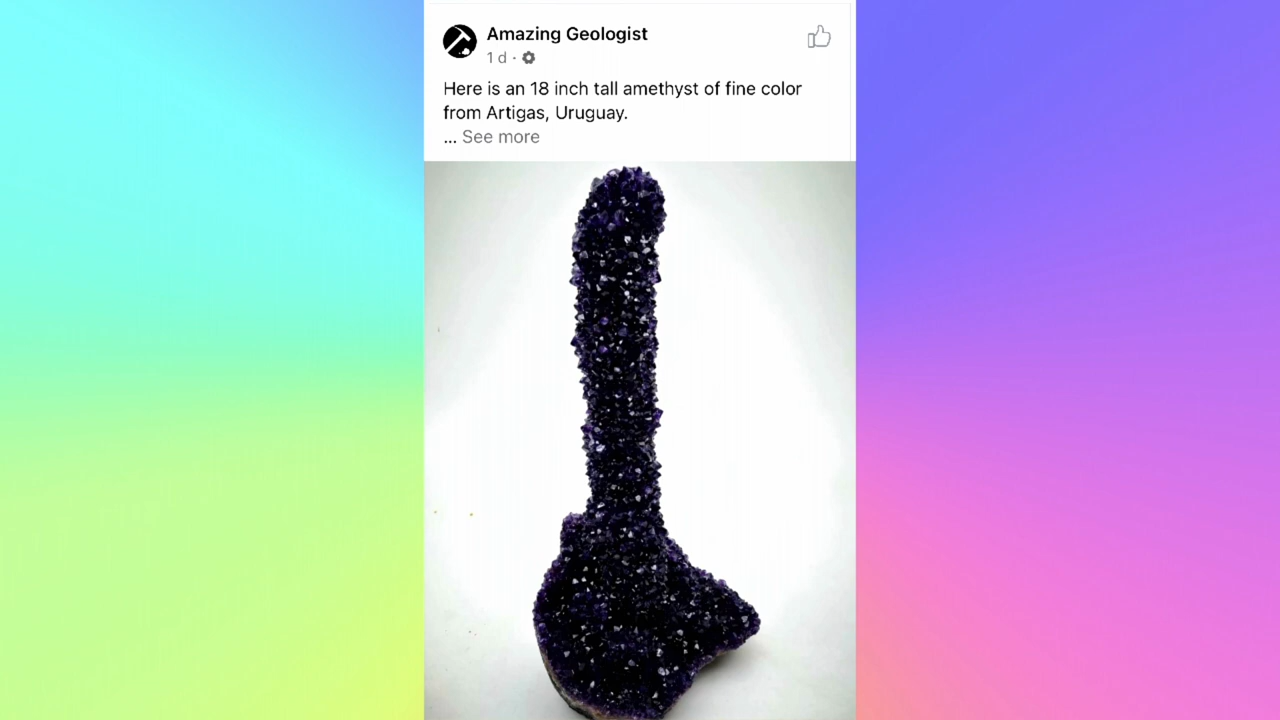 Amazing Geologist
1 d ·
Here is an 18 inch tall amethyst of fine color
from Artigas, Uruguay.
... See more